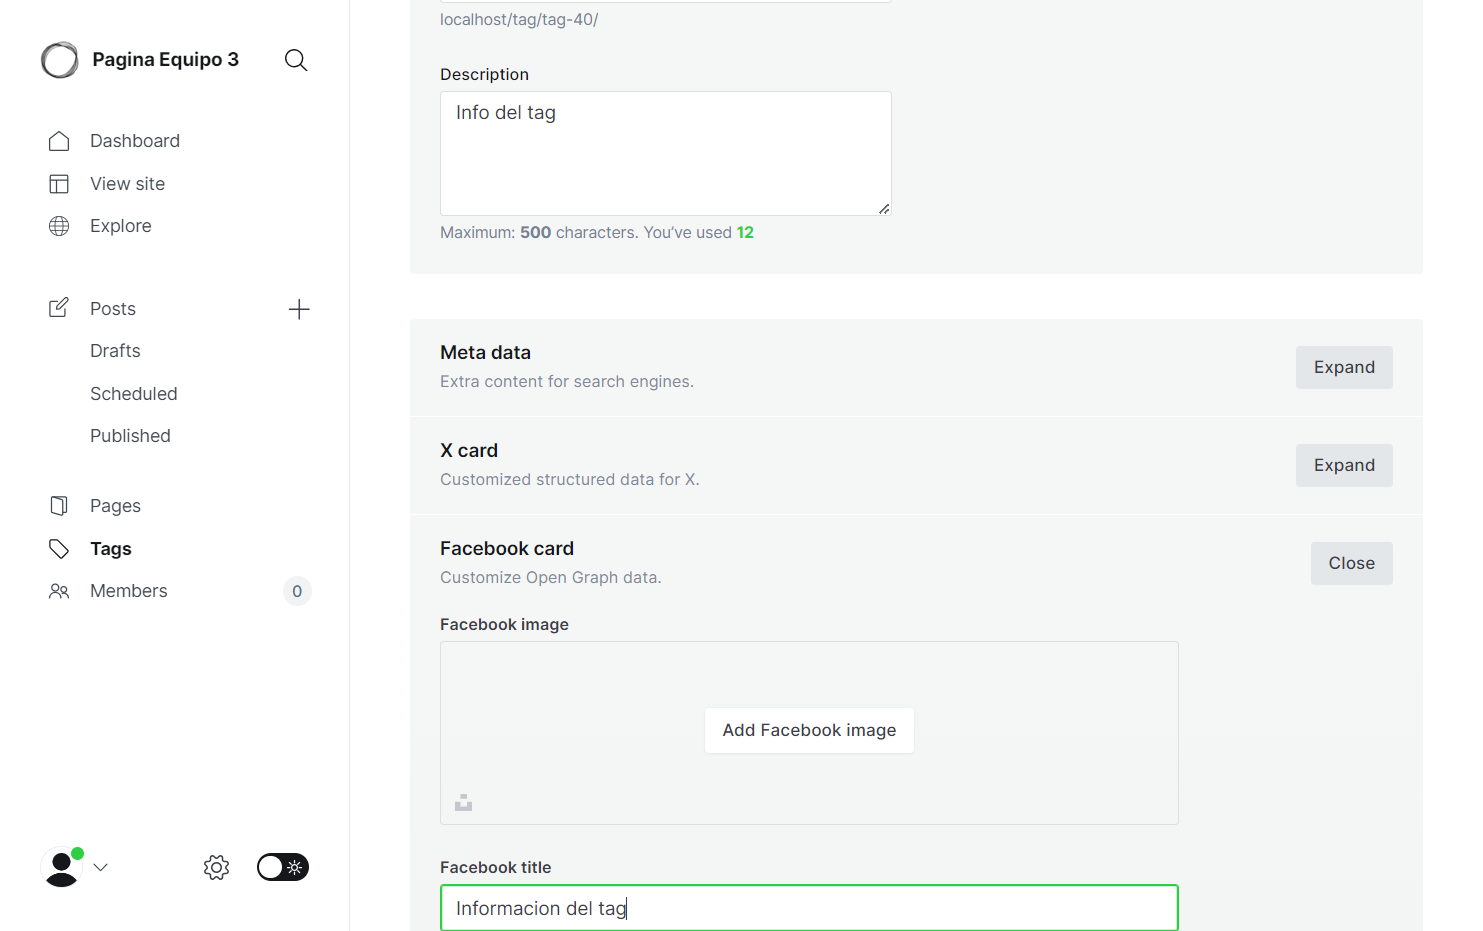 Pagina Equipo 3
Dashboard
View site
Explore
Posts
Drafts
Scheduled
Published
Pages
Tags
Members
0
localhost/tag/tag-40/
Description
Info del tag
Maximum: 500 characters. You’ve used 12
Meta data
Extra content for search engines.
Expand
X card
Customized structured data for X.
Expand
Facebook card
Customize Open Graph data.
Close
Facebook image
Add Facebook image
Facebook title
Informacion del tag